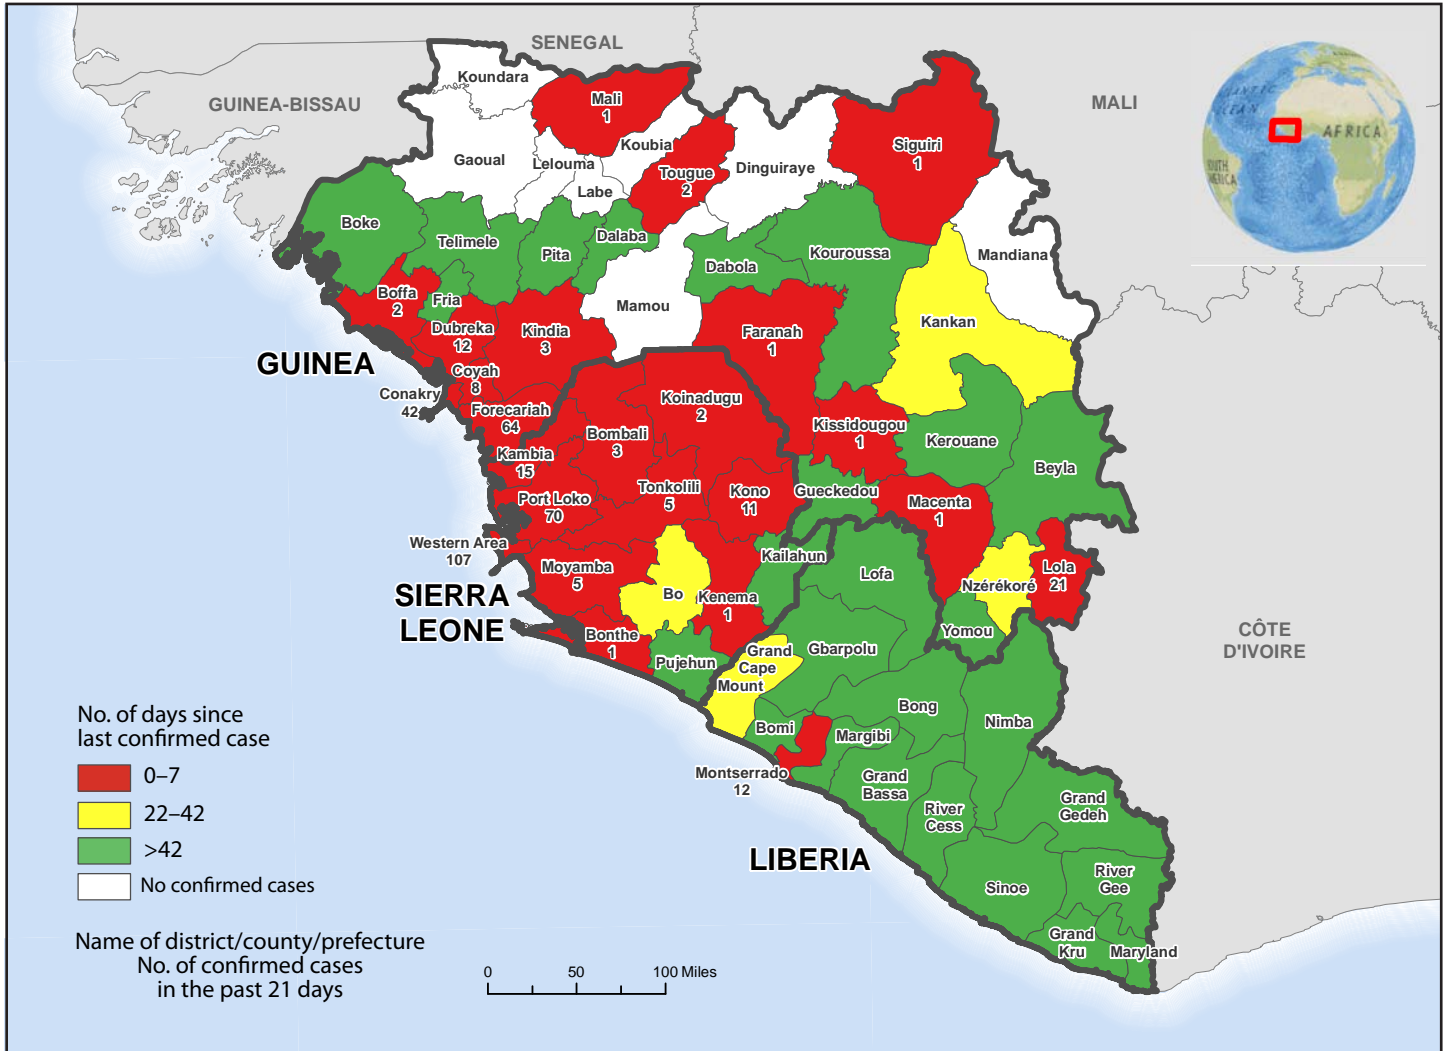 SENEGAL
GUINEA-BISSAU
MALI
Koundara
Mali
1
Gaoual
Lelouma
Koubia
Labe
Tougue
2
Dinguiraye
Siguiri
1
Mandiana
Boke
Telimele
Pita
Dalaba
Dabola
Kouroussa
Mamou
Kankan
Boffa
2
Fria
Dubreka
12
Kindia
3
Faranah
1
GUINEA
Coyah
8
Conakry
42
Forecariah
64
Koinadugu
2
Kissidougou
1
Kerouane
Beyla
Kambia
15
Bombali
3
Port Loko
70
Tonkolili
5
Kono
11
Gueckedou
Macenta
1
Western Area
107
Kailahun
Lofa
Moyamba
5
Bo
Kenema
1
Nzérékoré
Lola
21
SIERRA
LEONE
Yomou
Bonthe
1
Pujehun
Grand
Cape
Mount
Gbarpolu
CÔTE
D'IVOIRE
Bong
Nimba
Bomi
Margibi
Montserrado
12
Grand
Bassa
River
Cess
Grand
Gedeh
LIBERIA
Sinoe
River
Gee
Grand
Kru
Maryland
No. of days since
last confirmed case
0–7
22–42
>42
No confirmed cases
Name of district/county/prefecture
No. of confirmed cases
in the past 21 days
0 50 100 Miles
OCEAN
AFRICA
SOUTH